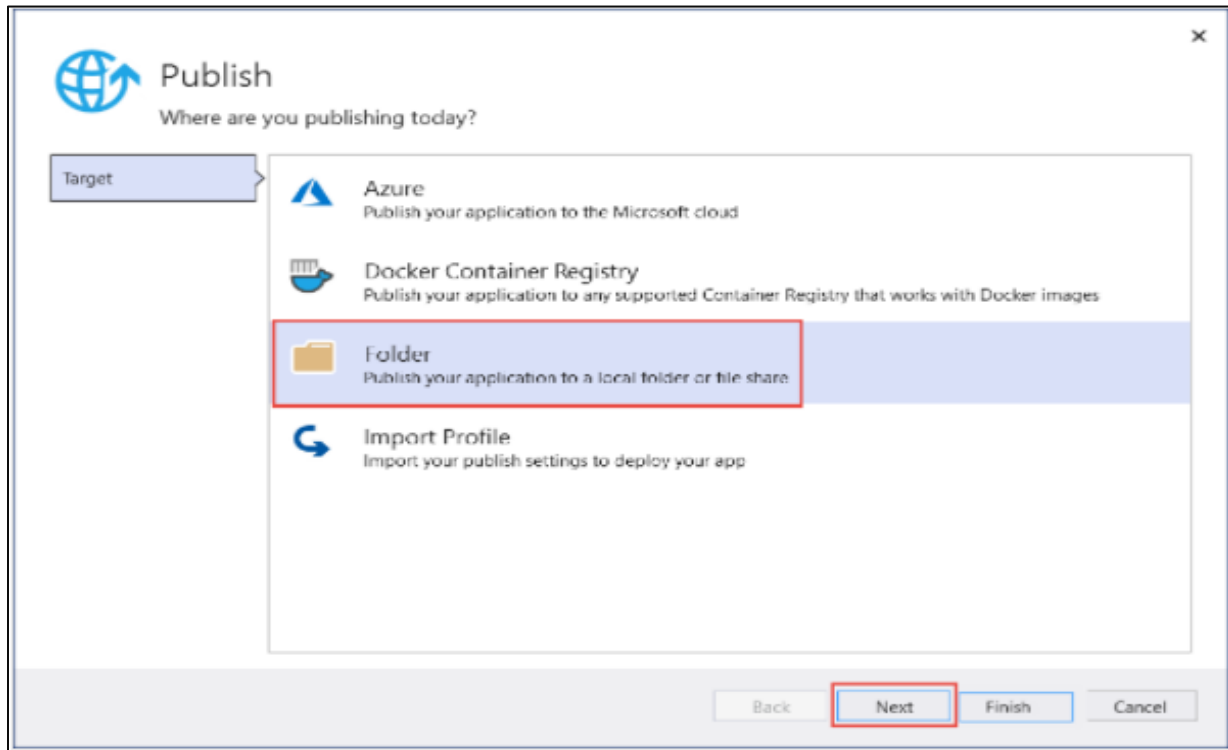 Publish
Where are you publishing today?
Target
Azure
Publish your application to the Microsoft cloud
Docker Container Registry
Publish your application to any supported Container Registry that works with Docker images
Folder
Publish your application to a local folder or file share
Import Profile
Import your publish settings to deploy your app
Back
Next
Finish
Cancel